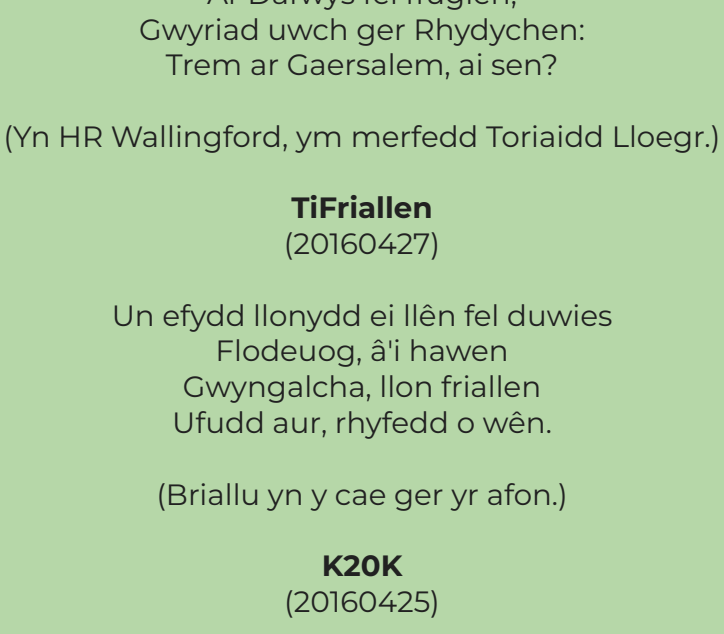 Gwyriad uwch ger Rhydychen:
Trem ar Gaersalem, ai sen?
(Yn HR Wallingford, ym merfedd Toriaidd Lloegr.)
TiFriallen
(20160427)
Un efydd llonydd ei llên fel duwies
Flodeuog, â'i hawen
Gwyngalcha, llon friallen
Ufudd aur, rhyfedd o wên.
(Briallu yn y cae ger yr afon.)
K20K
(20160425)